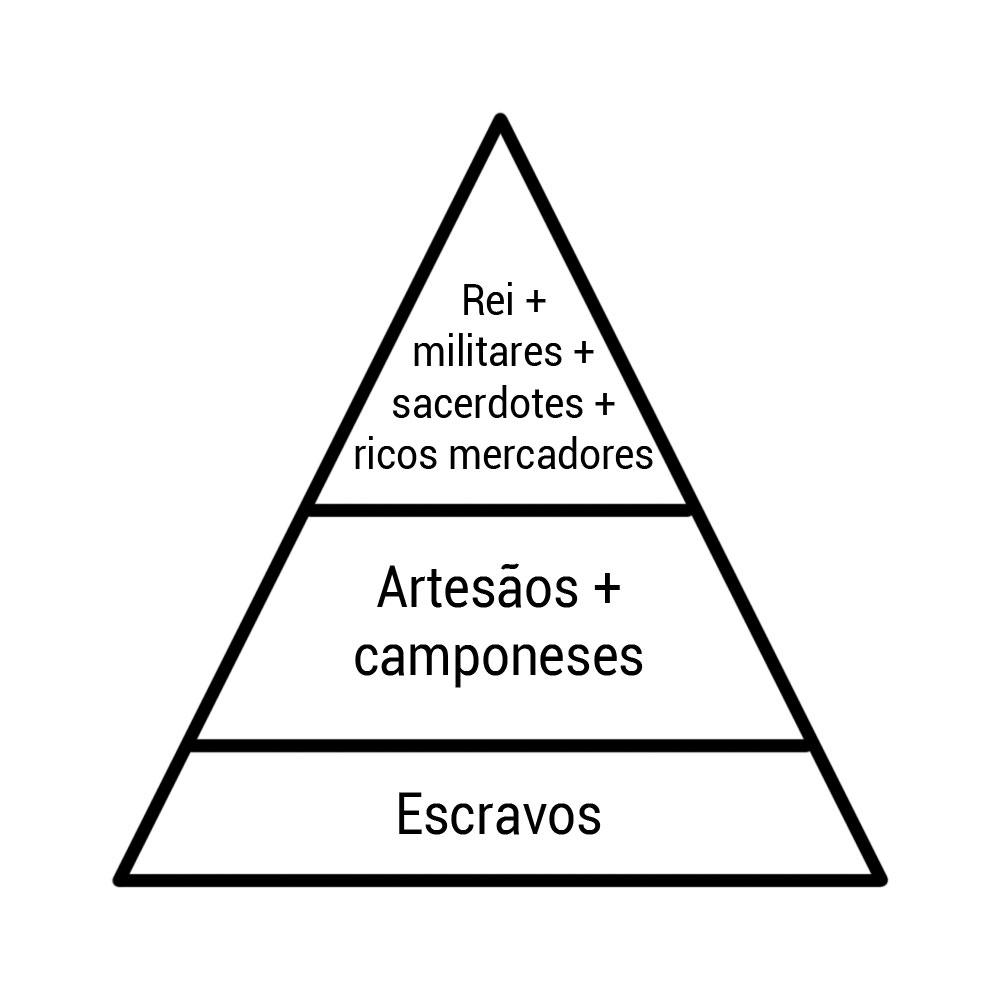 Rei +
militares +
sacerdotes +
ricos mercadores
Artesãos +
camponeses
Escravos